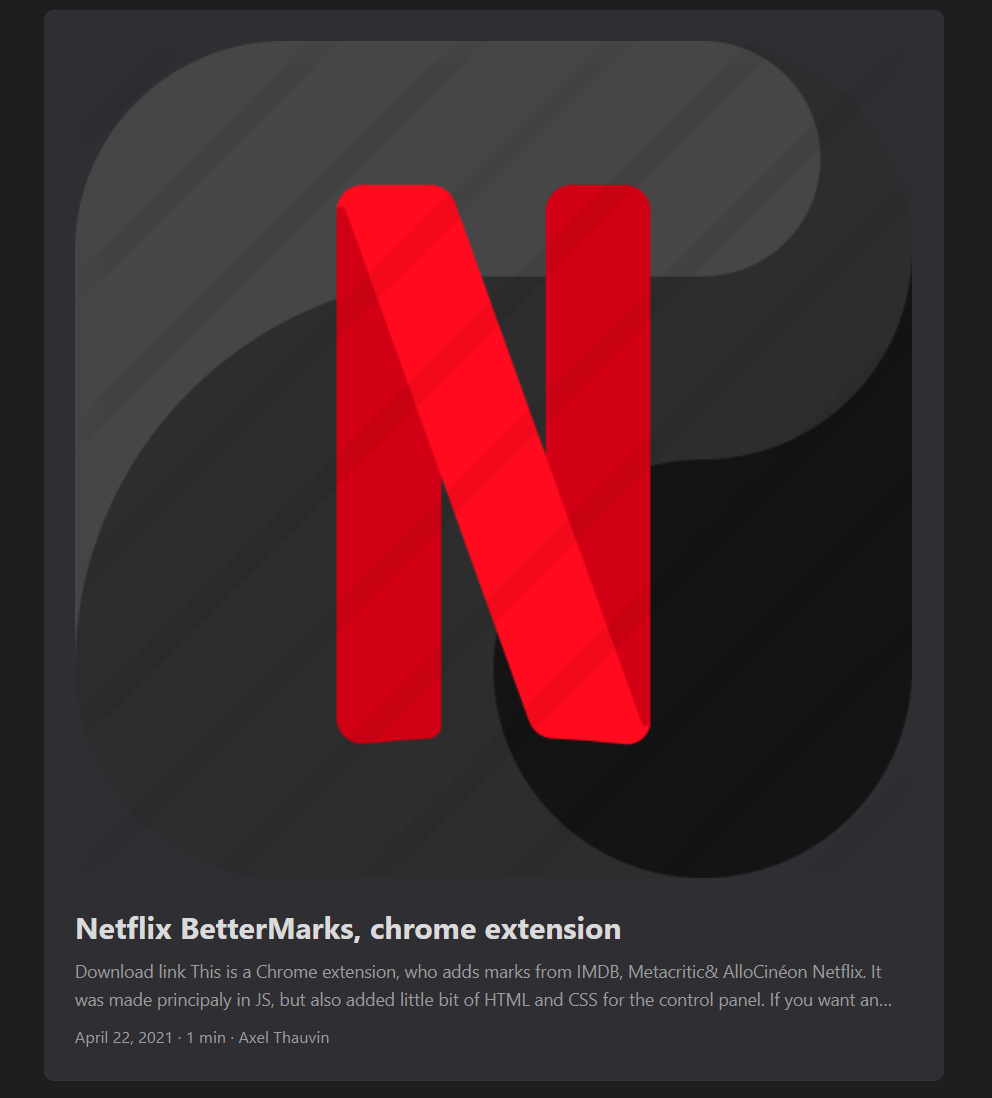 N
Netflix BetterMarks, chrome extension
Download link This is a Chrome extension, who adds marks from IMDB, Metacritic& AlloCinéon Netflix. It
was made principaly in JS, but also added little bit of HTML and CSS for the control panel. If you want an...
April 22, 2021 · 1 min · Axel Thauvin